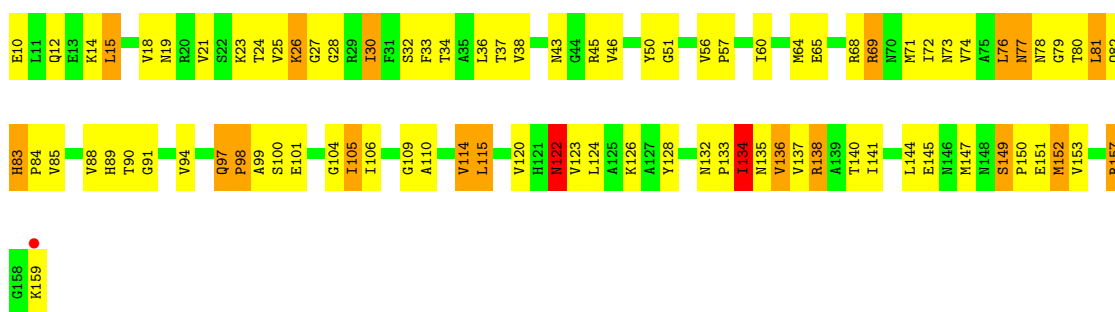 E10 L11 Q12 E13 K14 L15 V18 N19 R20 V21 S22 K23 T24 V25 K26 G27 G28 R29 I30 F31 S32 F33 T34 A35 L36 T37 V38 N43 G44 R45 V46 Y50 G51 V56 P57 I60 M64 E65 R68 R69 N70 M71 I72 N73 V74 A75 L76 N77 N78 G79 T80 L81
H83 P84 V85 V88 H89 T90 G91 V94 Q97 P98 A99 S100 E101 G104 I105 I106 G109 A110 V114 L115 V120 H121 N122 V123 L124 A125 K126 A127 Y128 N132 P133 I134 N135 V136 V137 R138 A139 T140 I141 L144 E145 N146 M147 N148 S149 P150 E151 M152 V153
G158 K159